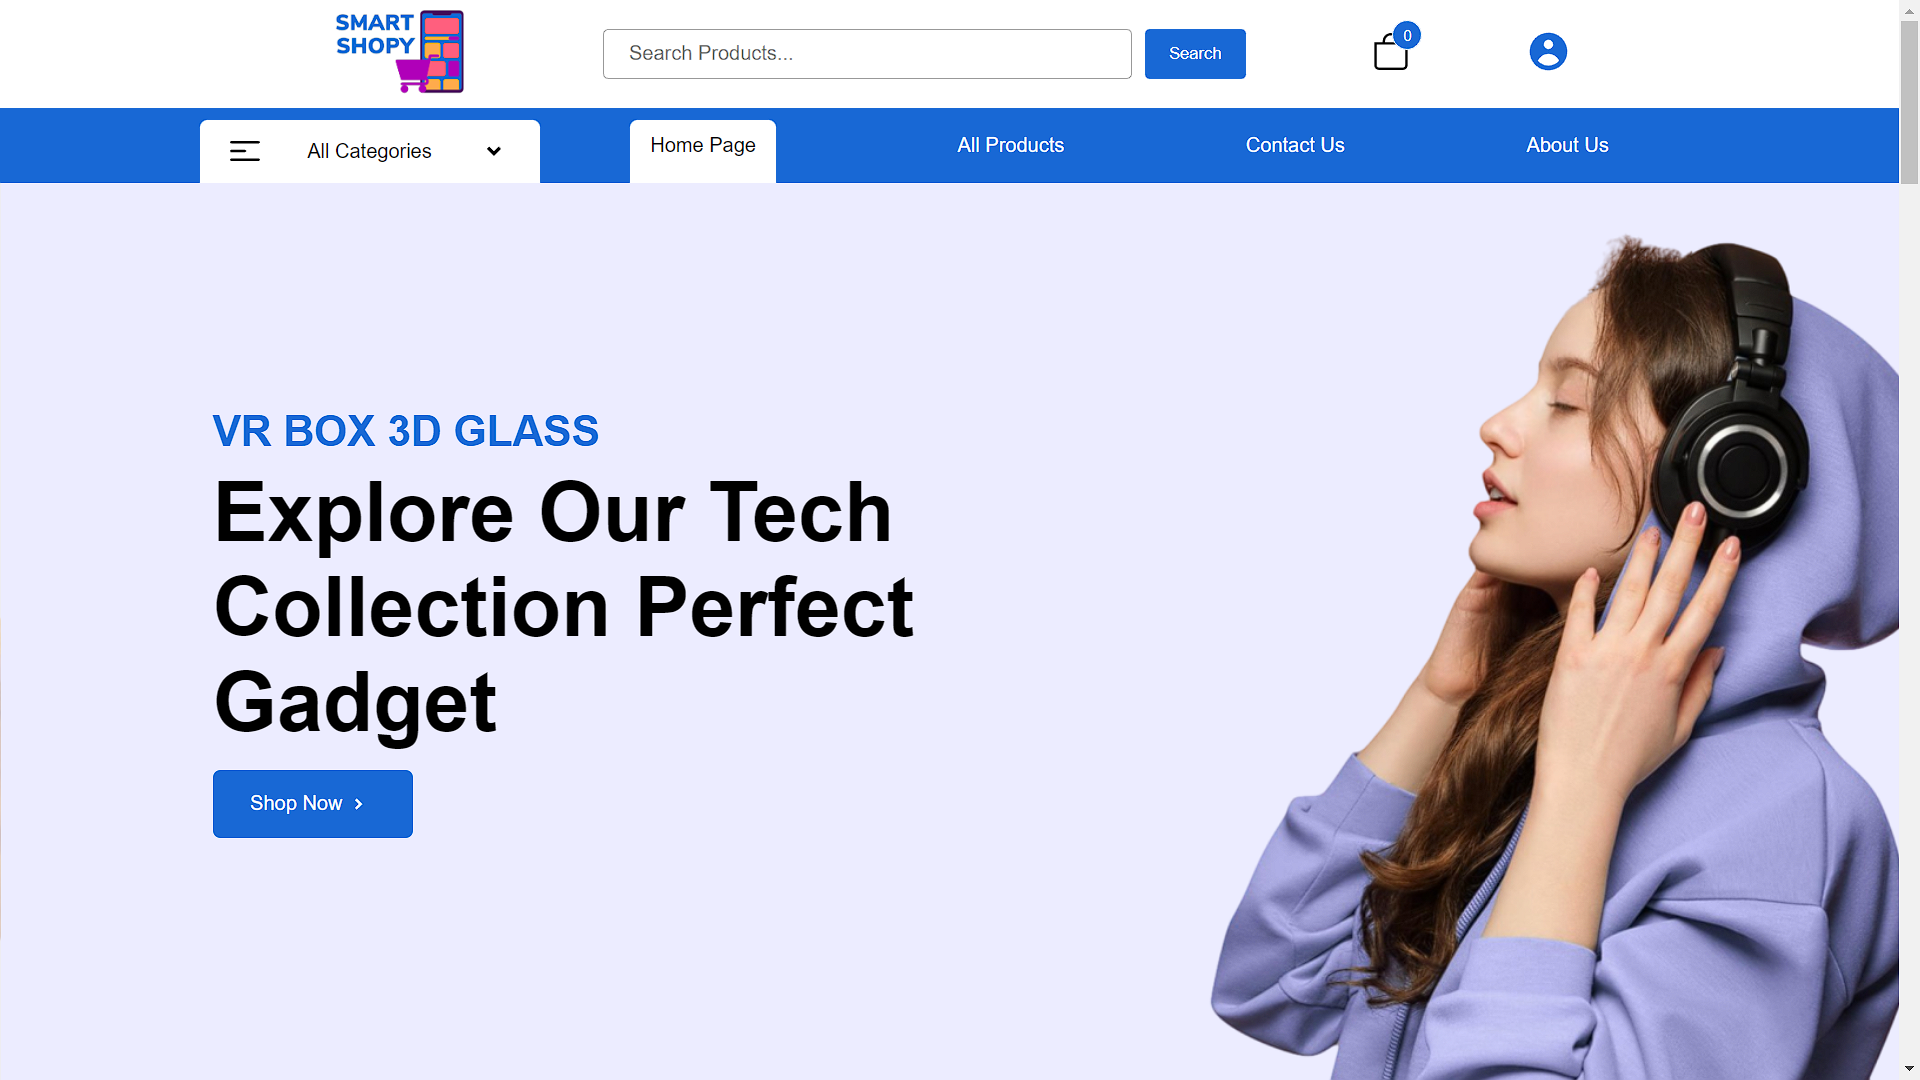 SMART
SHOPY
Search Products...
Search
0
All Categories
Home Page
All Products
Contact Us
About Us
VR BOX 3D GLASS
Explore Our Tech
Collection Perfect
Gadget
Shop Now